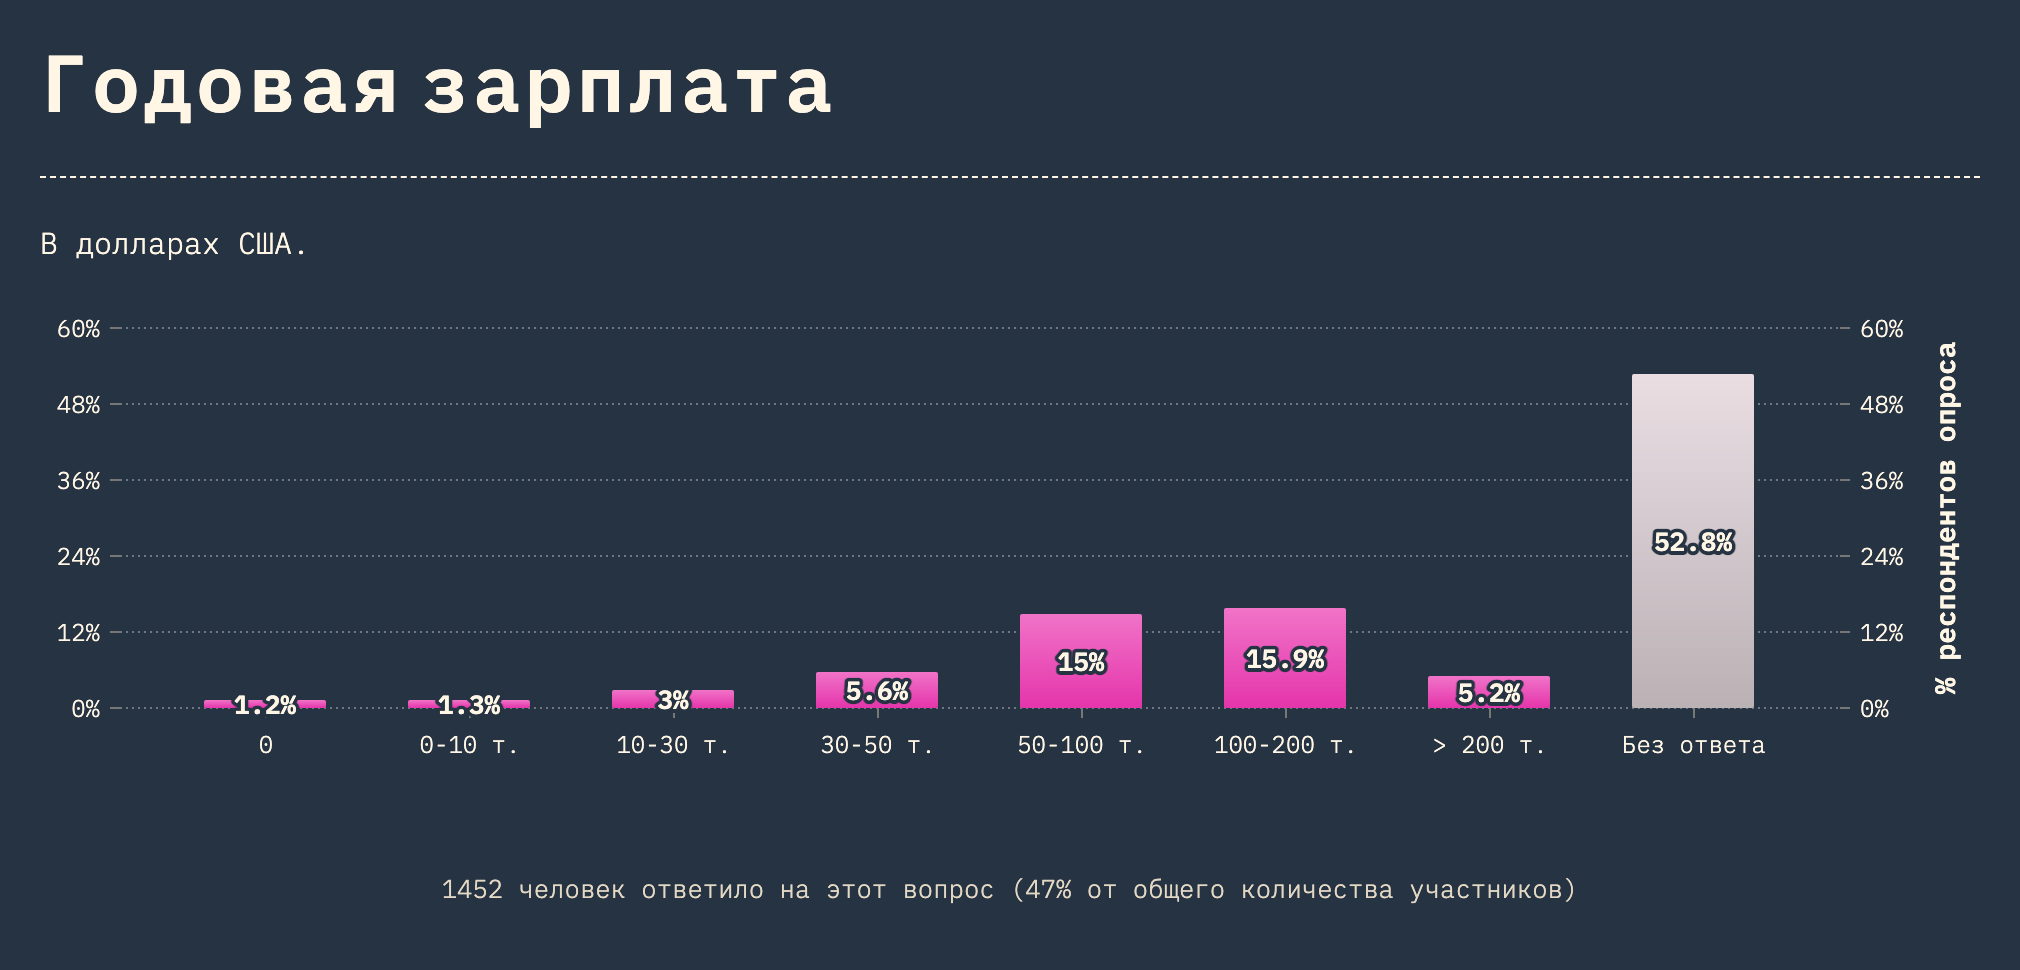 Годовая зарплата
В долларах США.
60%
48%
36%
24%
12%
0%
60%
48%
36%
24%
12%
0%
% респондентов опроса
1.2%
1.3%
3%
5.6%
15%
15.9%
5.2%
52.8%
0
0-10 т.
10-30 т.
30-50 т.
50-100 т.
100-200 т.
> 200 т.
Без ответа
1452 человек ответило на этот вопрос (47% от общего количества участников)